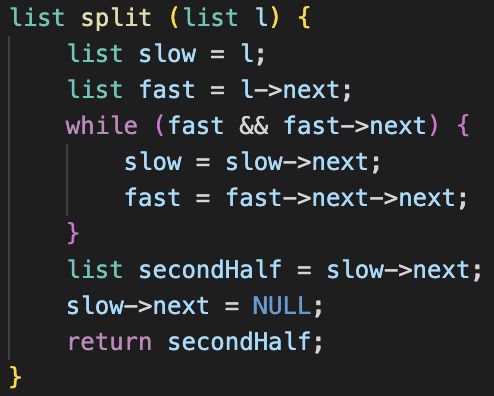 list split (list l) {
    list slow = l;
    list fast = l->next;
    while (fast && fast->next) {
        slow = slow->next;
        fast = fast->next->next;
    }
    list secondHalf = slow->next;
    slow->next = NULL;
    return secondHalf;
}